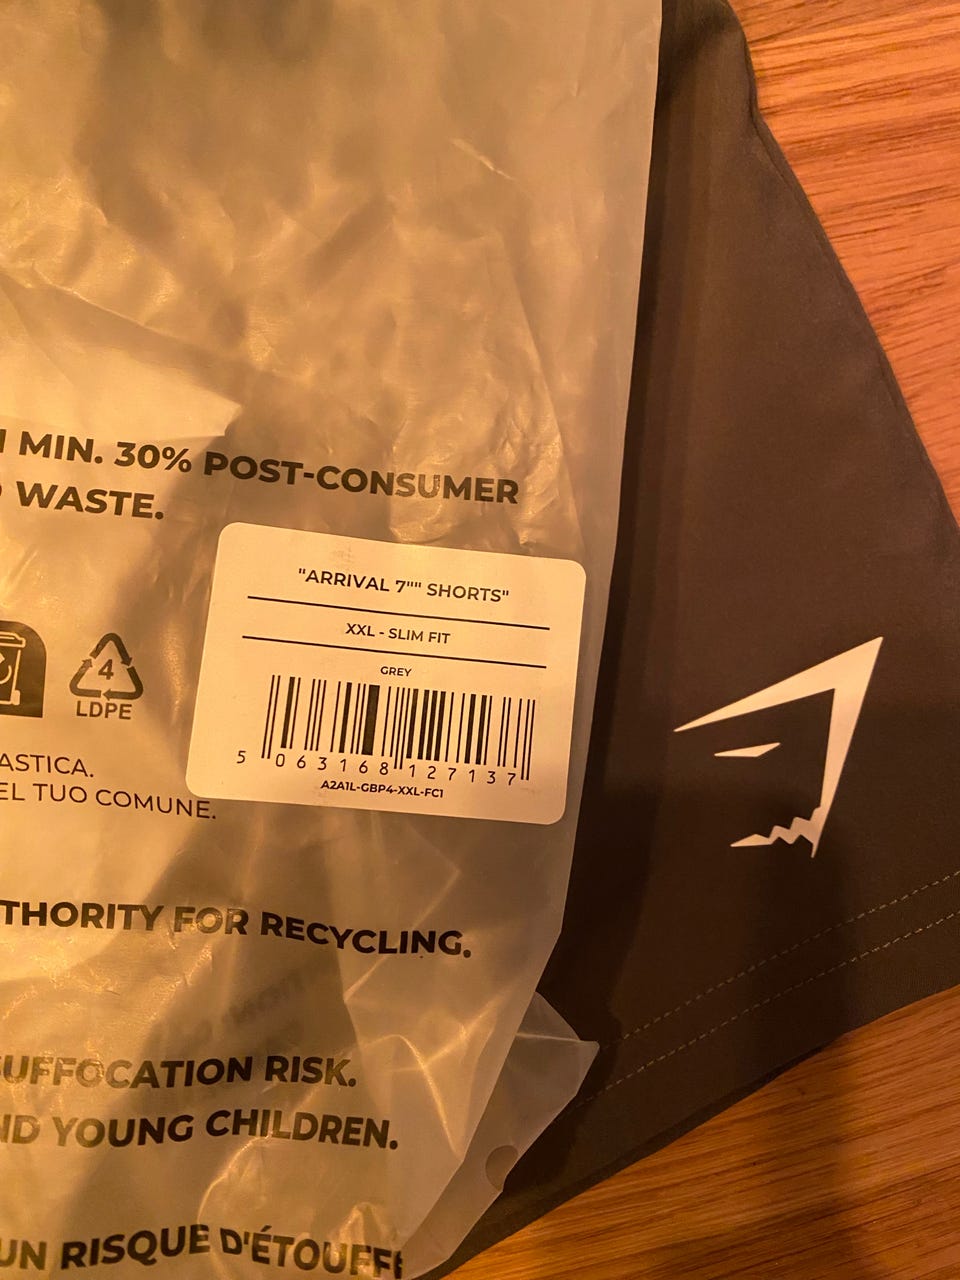 MIN. 30% POST-CONSUMER
WASTE.
"ARRIVAL 7"" SHORTS"
XXL - SLIM FIT
GREY
5 063168 127137
A2A1L-GBP4-XXL-FC1
4
LDPE
ASTICA.
EL TUO COMUNE.
THORITY FOR RECYCLING.
UFFOCATION RISK.
ND YOUNG CHILDREN.
UN RISQUE D'ÉTOUFF